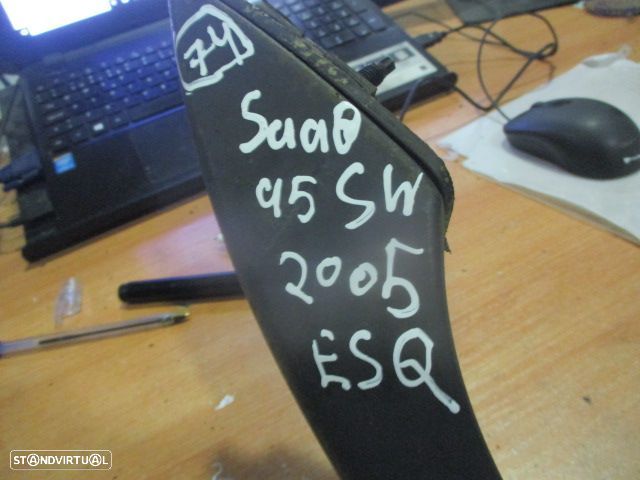 74
Saab
95 SW
2005
ESQ
STANDVIRTUAL